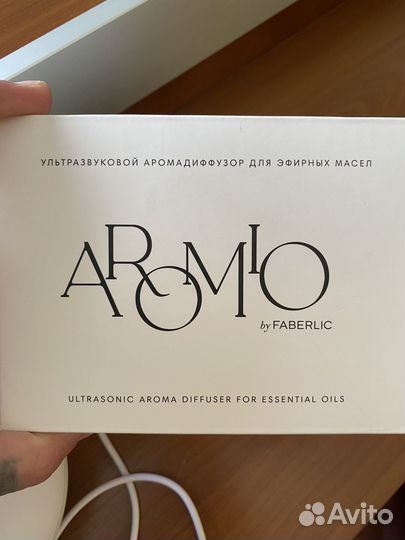 УЛЬТРАЗВУКОВОЙ АРОМАДИФФУЗОР ДЛЯ ЭФИРНЫХ МАСЕЛ
AROMIO
by FABERLIC
ULTRASONIC AROMA DIFFUSER FOR ESSENTIAL OILS
Avito